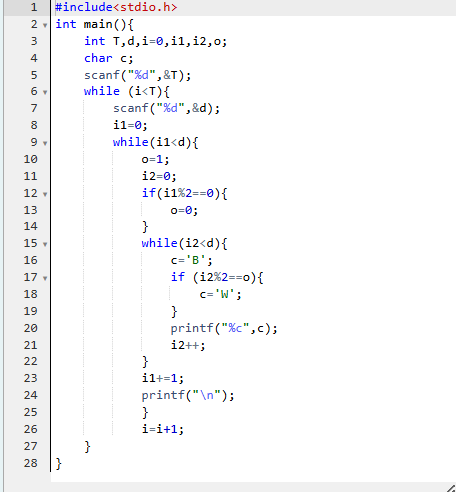 1 #include<stdio.h>
2 int main(){
3     int T,d,i=0,i1,i2,o;
4     char c;
5     scanf("%d",&T);
6     while (i<T){
7         scanf("%d",&d);
8         i1=0;
9         while(i1<d){
10             o=1;
11             i2=0;
12             if(i1%2==0){
13                 o=0;
14             }
15             while(i2<d){
16                 c='B';
17                 if (i2%2==o){
18                     c='W';
19                 }
20                 printf("%c",c);
21                 i2++;
22             }
23             i1+=1;
24             printf("\n");
25             }
26             i=i+1;
27     }
28 }